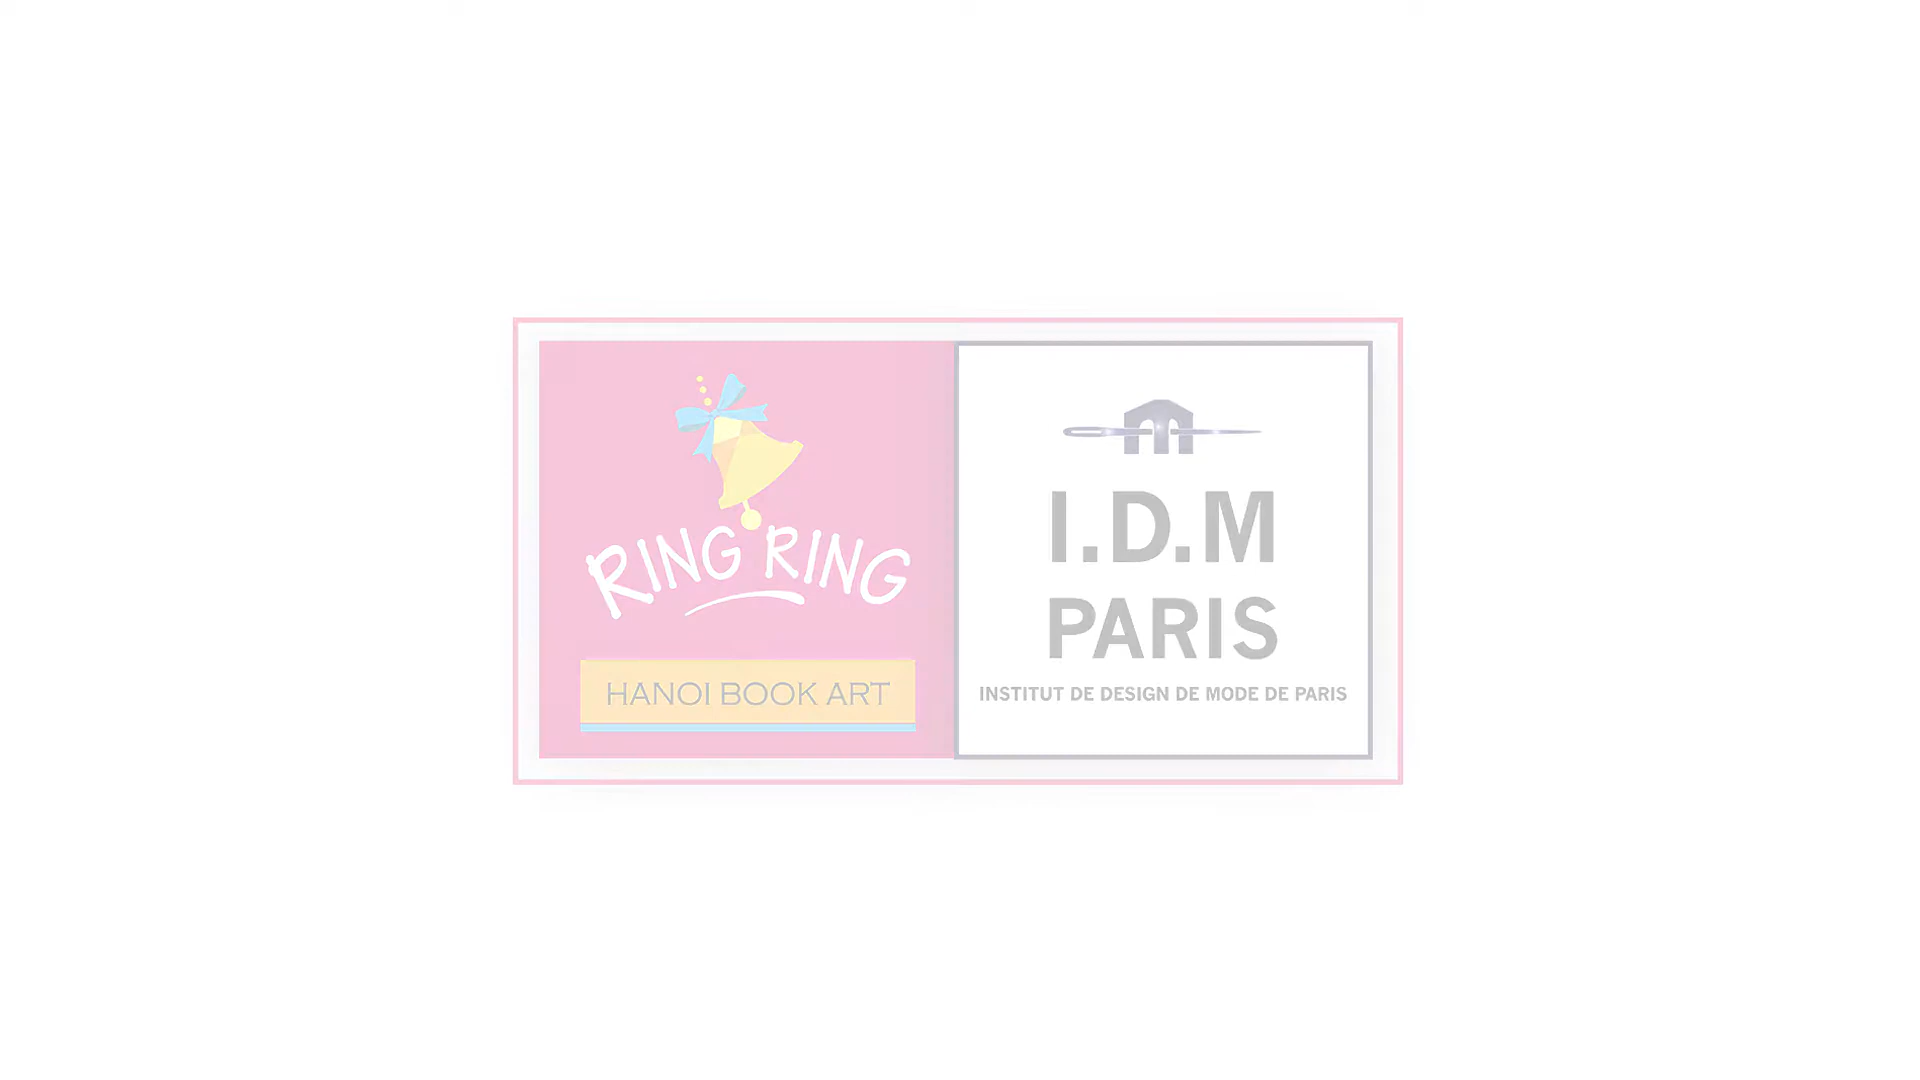 RING RING
HANOI BOOK ART
I.D.M
PARIS
INSTITUT DE DESIGN DE MODE DE PARIS